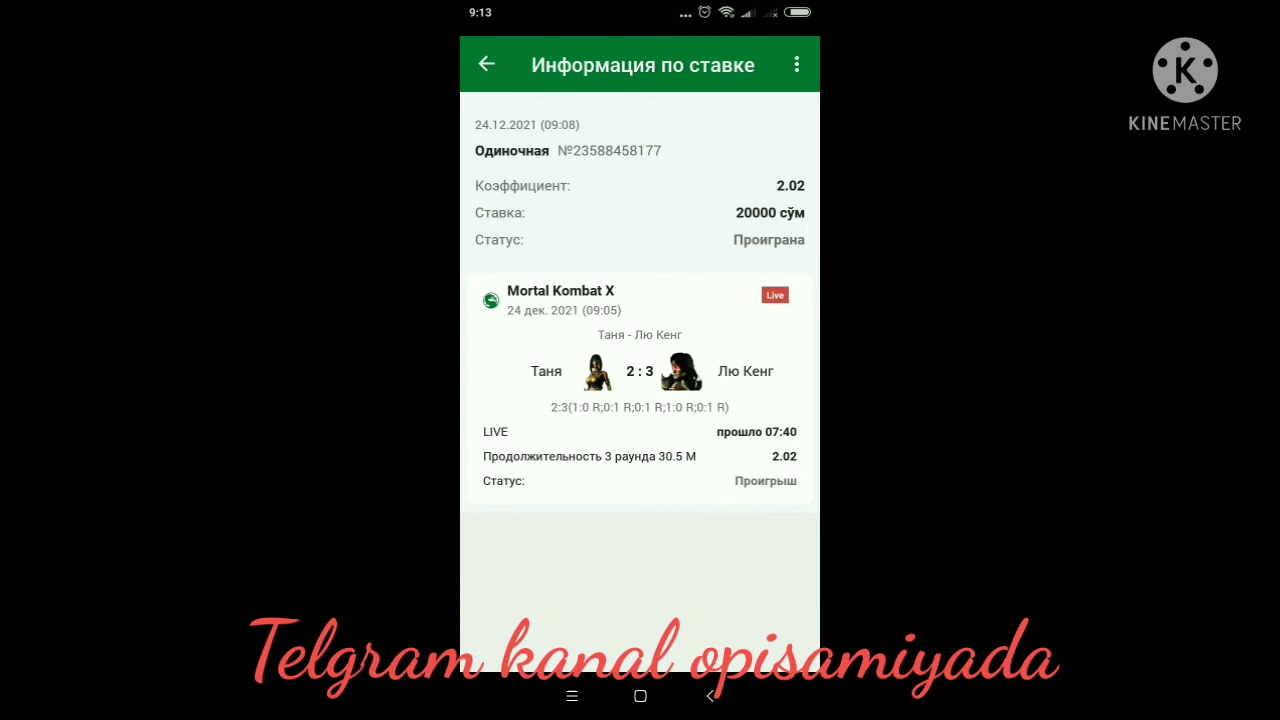 9:13
Информация по ставке
KINEMASTER
24.12.2021 (09:08)
Одиночная №23588458177
Коэффициент: 2.02
Ставка: 20000 сўм
Статус: Проиграна
Mortal Kombat X Live
24 дек. 2021 (09:05)
Таня - Лю Кенг
Таня 2 : 3 Лю Кенг
2:3(1:0 R;0:1 R;0:1 R;1:0 R;0:1 R)
LIVE прошло 07:40
Продолжительность 3 раунда 30.5 М 2.02
Статус: Проигрыш
Telgram kanal opisamiyada